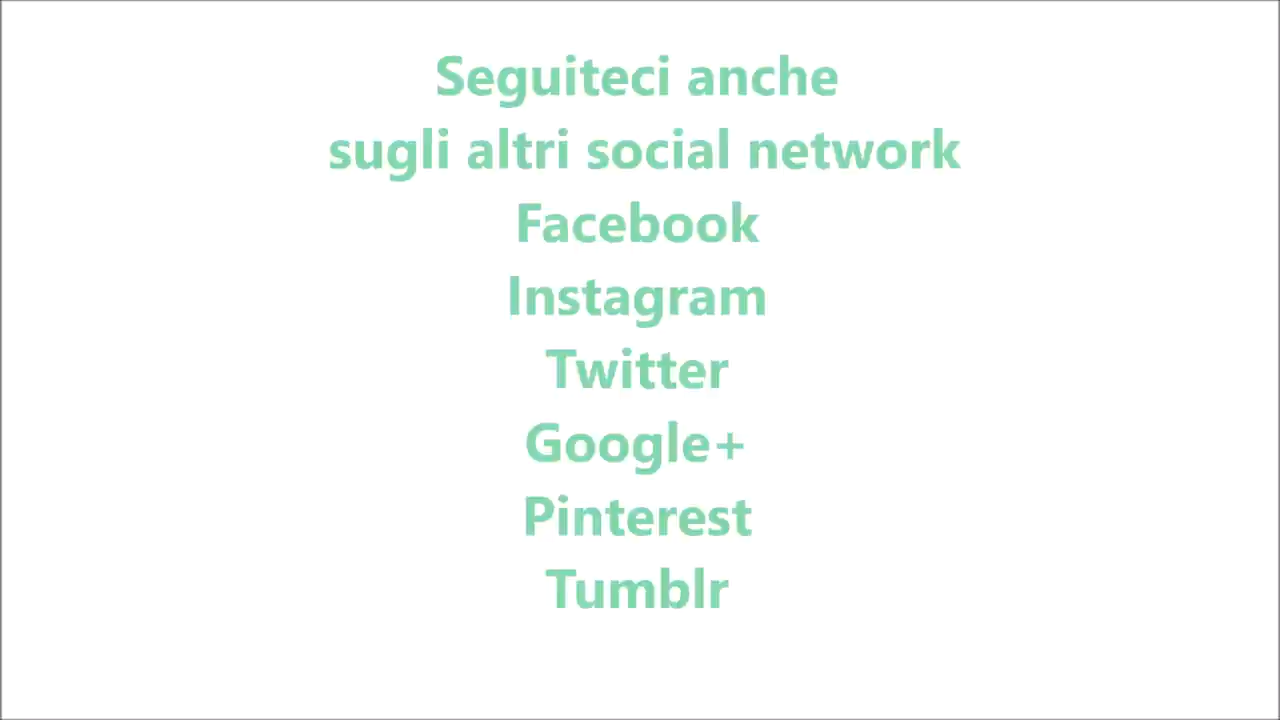 Seguiteci anche
sugli altri social network
Facebook
Instagram
Twitter
Google+
Pinterest
Tumblr